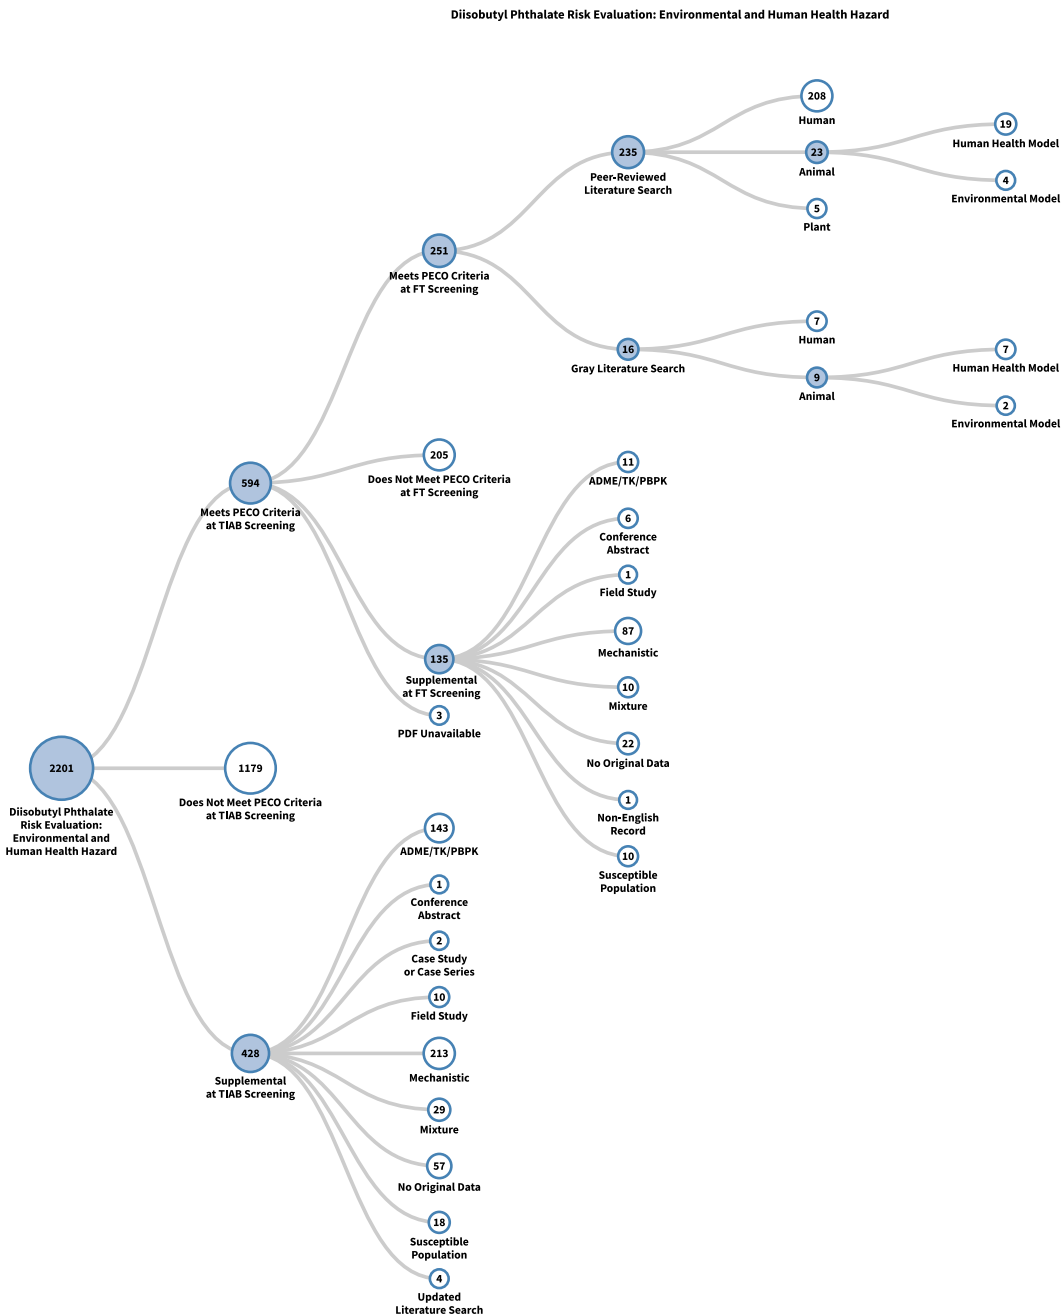 Diisobutyl Phthalate Risk Evaluation: Environmental and Human Health Hazard
208
Human
19
Human Health Model
235
Peer-Reviewed
Literature Search
23
Animal
4
Environmental Model
5
Plant
251
Meets PECO Criteria
at FT Screening
7
Human
16
Gray Literature Search
7
Human Health Model
9
Animal
2
Environmental Model
205
Does Not Meet PECO Criteria
at FT Screening
594
Meets PECO Criteria
at TIAB Screening
11
ADME/TK/PBPK
6
Conference
Abstract
1
Field Study
87
Mechanistic
135
Supplemental
at FT Screening
10
Mixture
3
PDF Unavailable
22
No Original Data
1
Non-English
Record
10
Susceptible
Population
2201
Diisobutyl Phthalate
Risk Evaluation:
Environmental and
Human Health Hazard
1179
Does Not Meet PECO Criteria
at TIAB Screening
143
ADME/TK/PBPK
1
Conference
Abstract
2
Case Study
or Case Series
10
Field Study
428
Supplemental
at TIAB Screening
213
Mechanistic
29
Mixture
57
No Original Data
18
Susceptible
Population
4
Updated
Literature Search